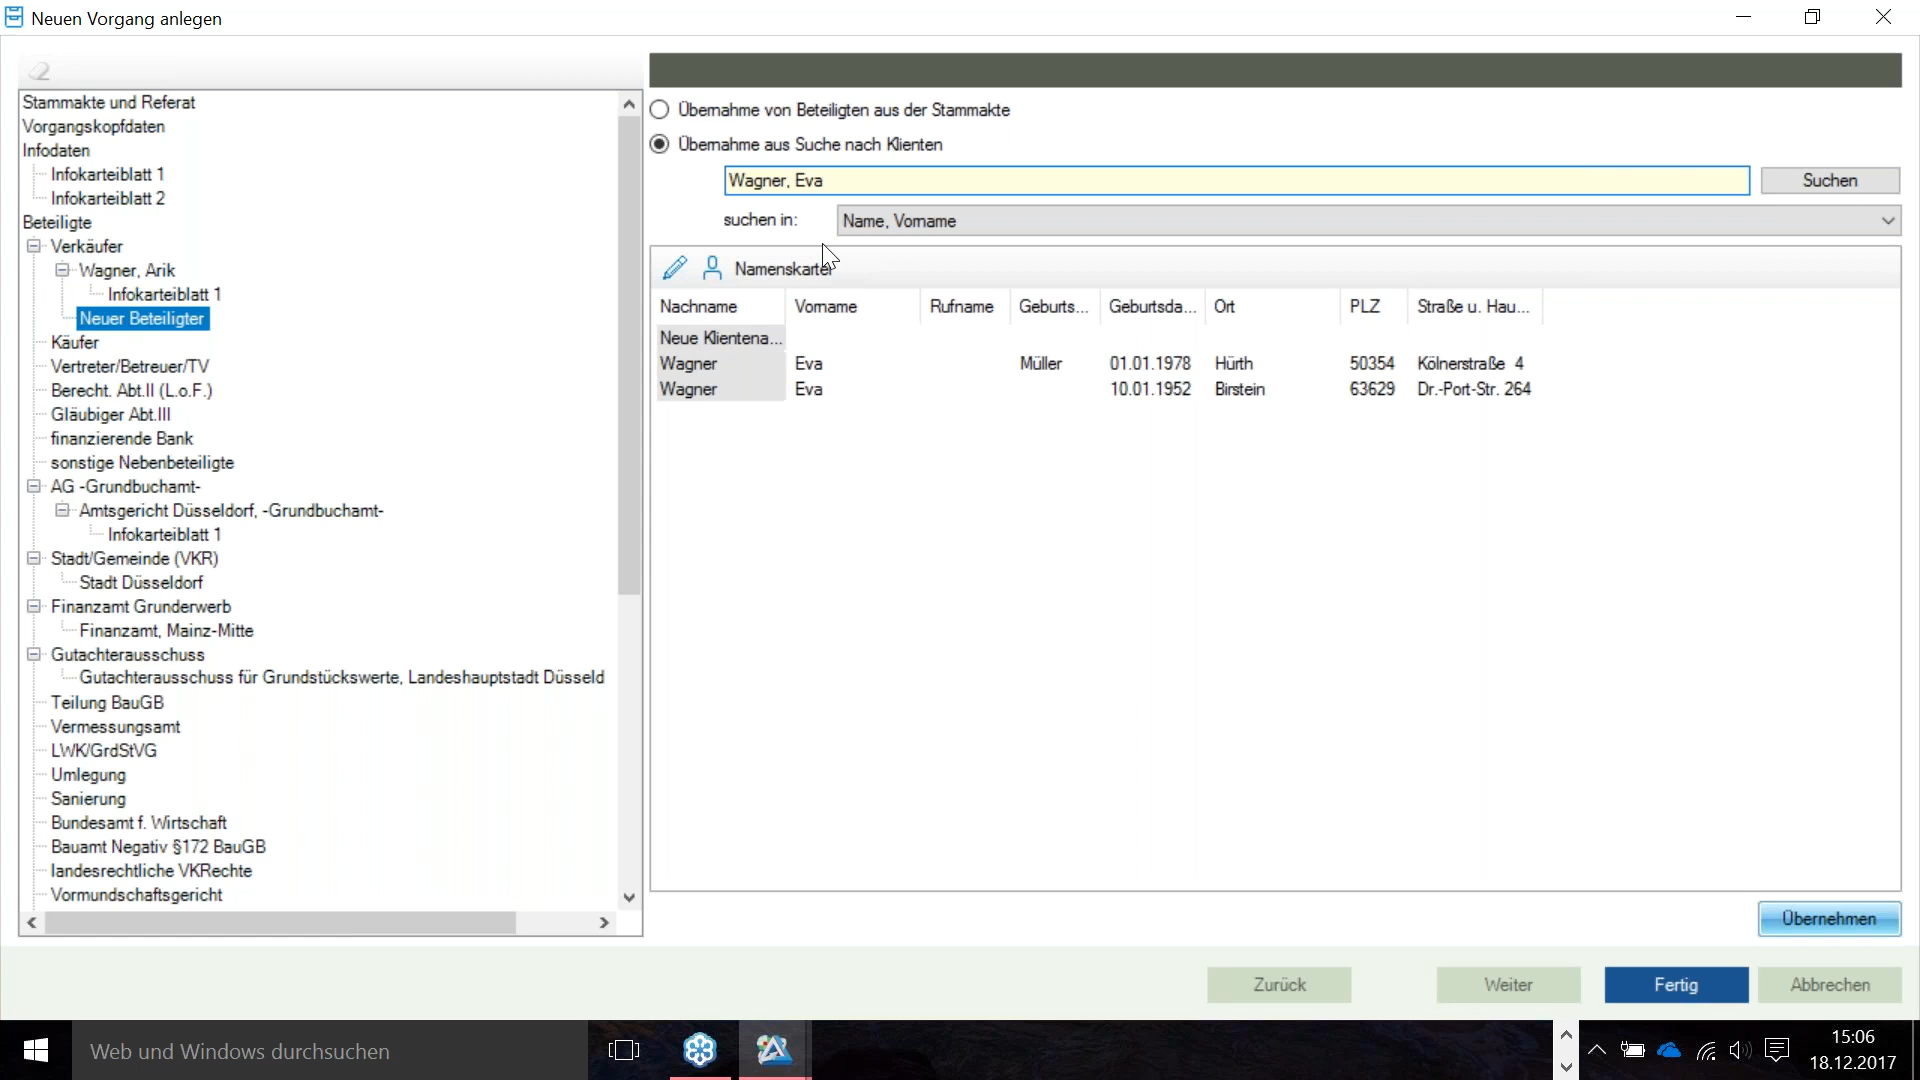 Neuen Vorgang anlegen
Stammakte und Referat
Vorgangskopfdaten
Infodaten
Infokarteiblatt 1
Infokarteiblatt 2
Beteiligte
Verkäufer
Wagner, Arik
Infokarteiblatt 1
Neuer Beteiligter
Käufer
Vertreter/Betreuer/TV
Berecht. Abt.II (L.o.F.)
Gläubiger Abt.III
finanzierende Bank
sonstige Nebenbeteiligte
AG -Grundbuchamt-
Amtsgericht Düsseldorf, -Grundbuchamt-
Infokarteiblatt 1
Stadt/Gemeinde (VKR)
Stadt Düsseldorf
Finanzamt Grunderwerb
Finanzamt, Mainz-Mitte
Gutachterausschuss
Gutachterausschuss für Grundstückswerte, Landeshauptstadt Düsseld
Teilung BauGB
Vermessungsamt
LWK/GrdStVG
Umlegung
Sanierung
Bundesamt f. Wirtschaft
Bauamt Negativ §172 BauGB
landesrechtliche VKRechte
Vormundschaftsgericht
Übernahme von Beteiligten aus der Stammakte
Übernahme aus Suche nach Klienten
Wagner, Eva Suchen
suchen in: Name, Vorname
Namenskartei
Nachname Vorname Rufname Geburts... Geburtsda... Ort PLZ Straße u. Hau...
Neue Klientena...
Wagner Eva Müller 01.01.1978 Hürth 50354 Kölnerstraße 4
Wagner Eva 10.01.1952 Birstein 63629 Dr.-Port-Str. 264
Übernehmen
Zurück Weiter Fertig Abbrechen
Web und Windows durchsuchen
15:06
18.12.2017